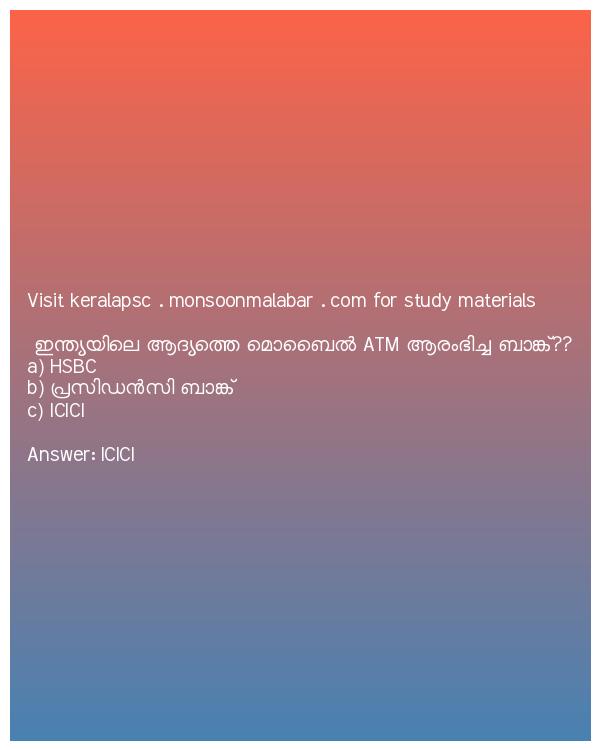 Visit keralapsc . monsoonmalabar . com for study materials
ഇന്ത്യയിലെ ആദ്യത്തെ മൊബൈൽ ATM ആരംഭിച്ച ബാങ്ക്??
a) HSBC
b) പ്രസിഡൻസി ബാങ്ക്
c) ICICI
Answer: ICICI